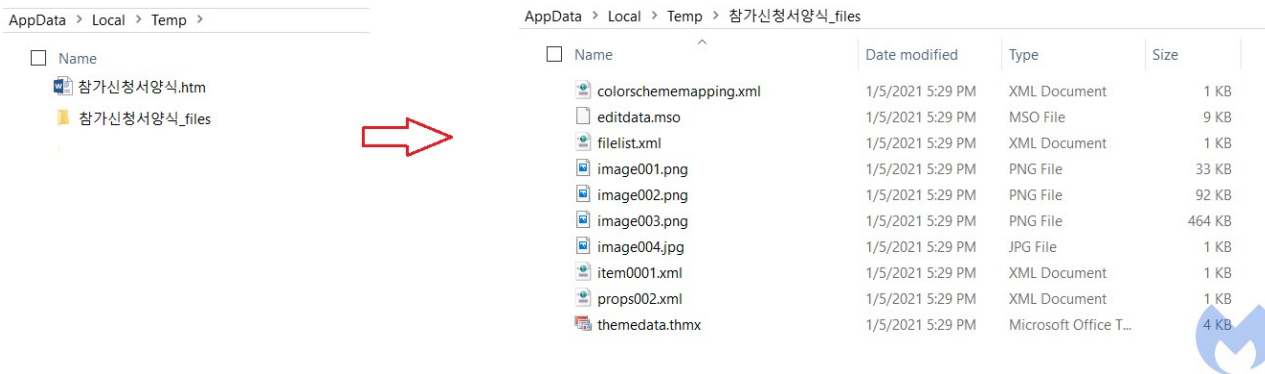 AppData > Local > Temp >
Name
참가신청서양식.htm
참가신청서양식_files
AppData > Local > Temp > 참가신청서양식_files
Name Date modified Type Size
colorschememapping.xml 1/5/2021 5:29 PM XML Document 1 KB
editdata.mso 1/5/2021 5:29 PM MSO File 9 KB
filelist.xml 1/5/2021 5:29 PM XML Document 1 KB
image001.png 1/5/2021 5:29 PM PNG File 33 KB
image002.png 1/5/2021 5:29 PM PNG File 92 KB
image003.png 1/5/2021 5:29 PM PNG File 464 KB
image004.jpg 1/5/2021 5:29 PM JPG File 1 KB
item0001.xml 1/5/2021 5:29 PM XML Document 1 KB
props002.xml 1/5/2021 5:29 PM XML Document 1 KB
themedata.thmx 1/5/2021 5:29 PM Microsoft Office T... 4 KB